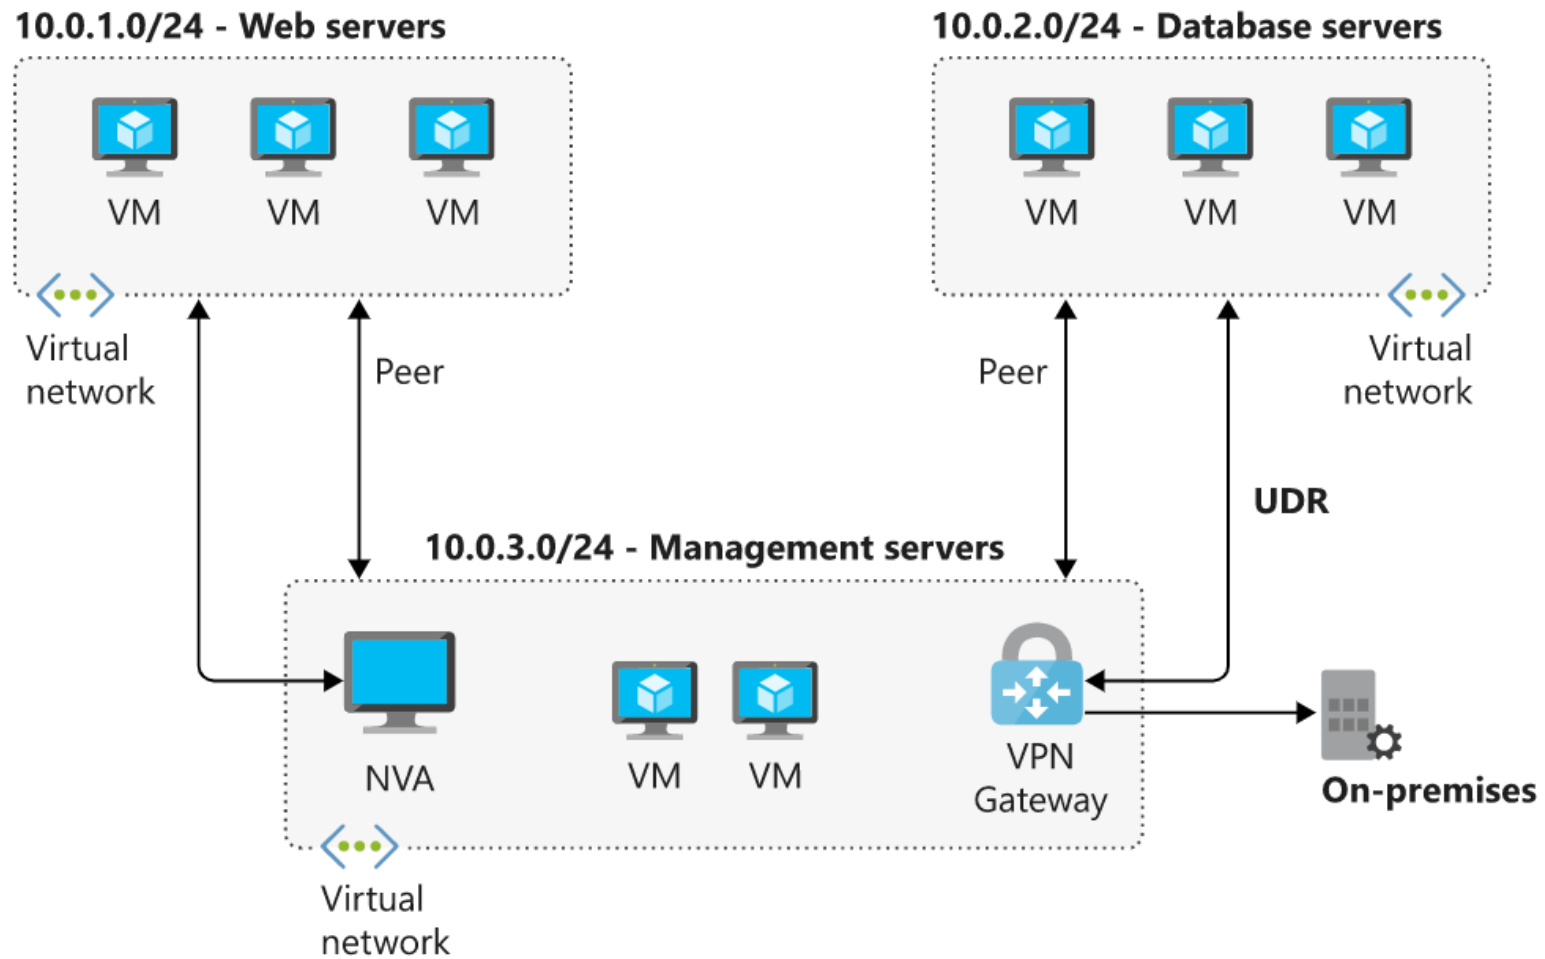 10.0.1.0/24 - Web servers
10.0.2.0/24 - Database servers
VM
VM
VM
VM
VM
VM
Virtual
network
Peer
Peer
Virtual
network
UDR
10.0.3.0/24 - Management servers
NVA
VM
VM
VPN
Gateway
On-premises
Virtual
network